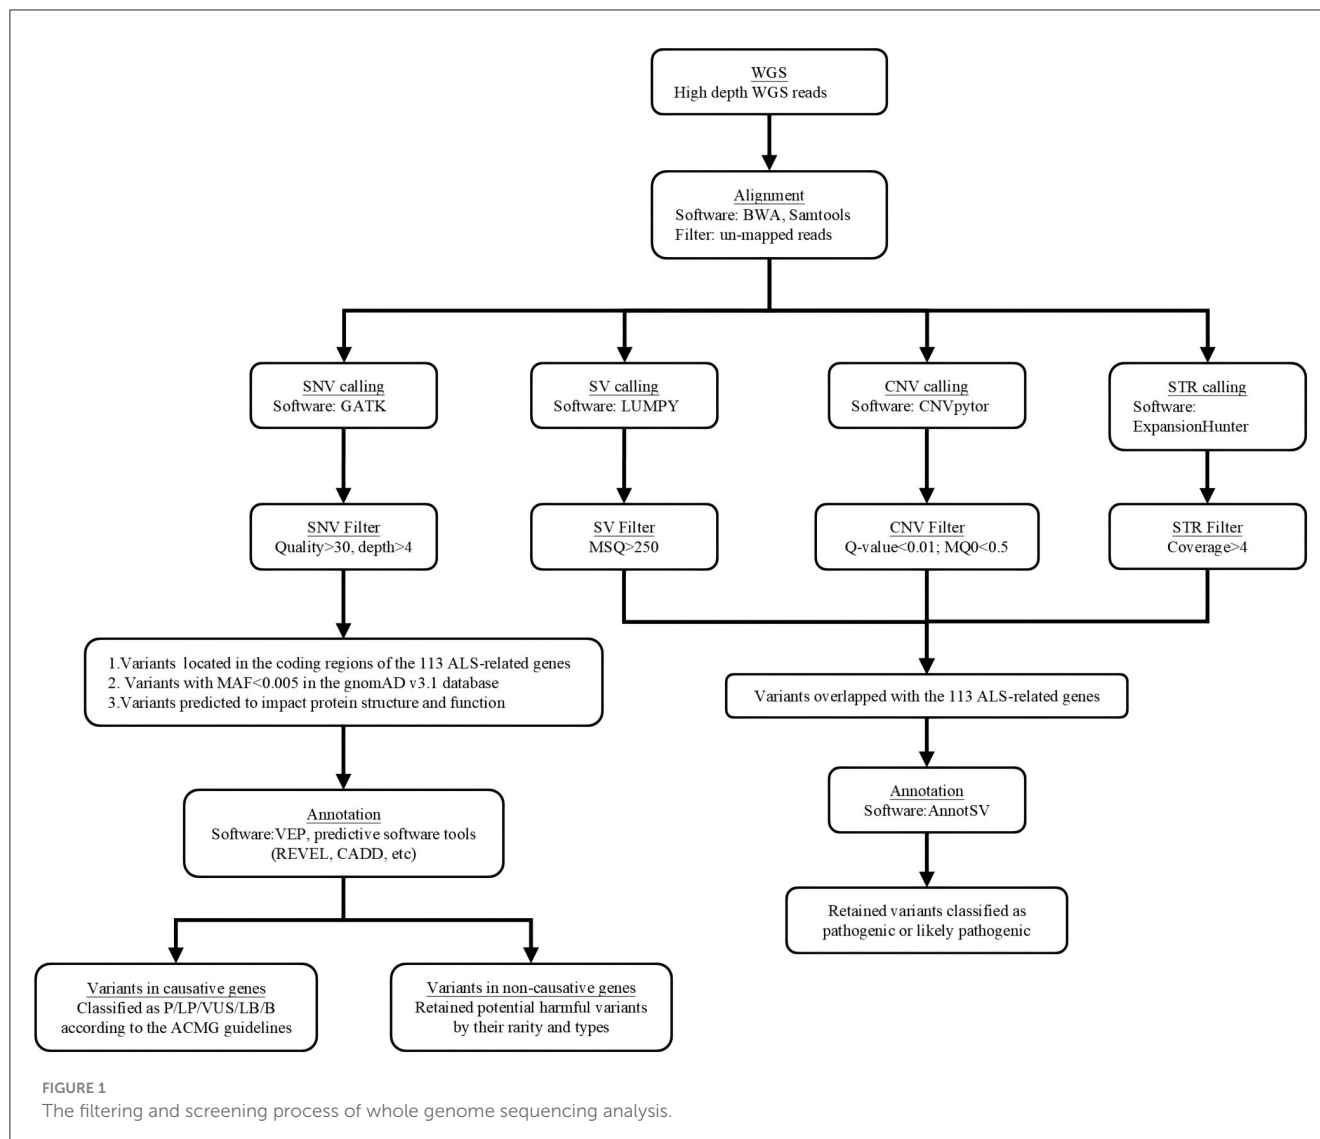 WGS
High depth WGS reads
Alignment
Software: BWA, Samtools
Filter: un-mapped reads
SNV calling
Software: GATK
SV calling
Software: LUMPY
CNV calling
Software: CNVpytor
STR calling
Software:
ExpansionHunter
SNV Filter
Quality>30, depth>4
SV Filter
MSQ>250
CNV Filter
Q-value<0.01; MQ0<0.5
STR Filter
Coverage>4
1.Variants located in the coding regions of the 113 ALS-related genes
2. Variants with MAF<0.005 in the gnomAD v3.1 database
3.Variants predicted to impact protein structure and function
Variants overlapped with the 113 ALS-related genes
Annotation
Software:VEP, predictive software tools
(REVEL, CADD, etc)
Annotation
Software:AnnotSV
Retained variants classified as
pathogenic or likely pathogenic
Variants in causative genes
Classified as P/LP/VUS/LB/B
according to the ACMG guidelines
Variants in non-causative genes
Retained potential harmful variants
by their rarity and types
FIGURE 1
The filtering and screening process of whole genome sequencing analysis.